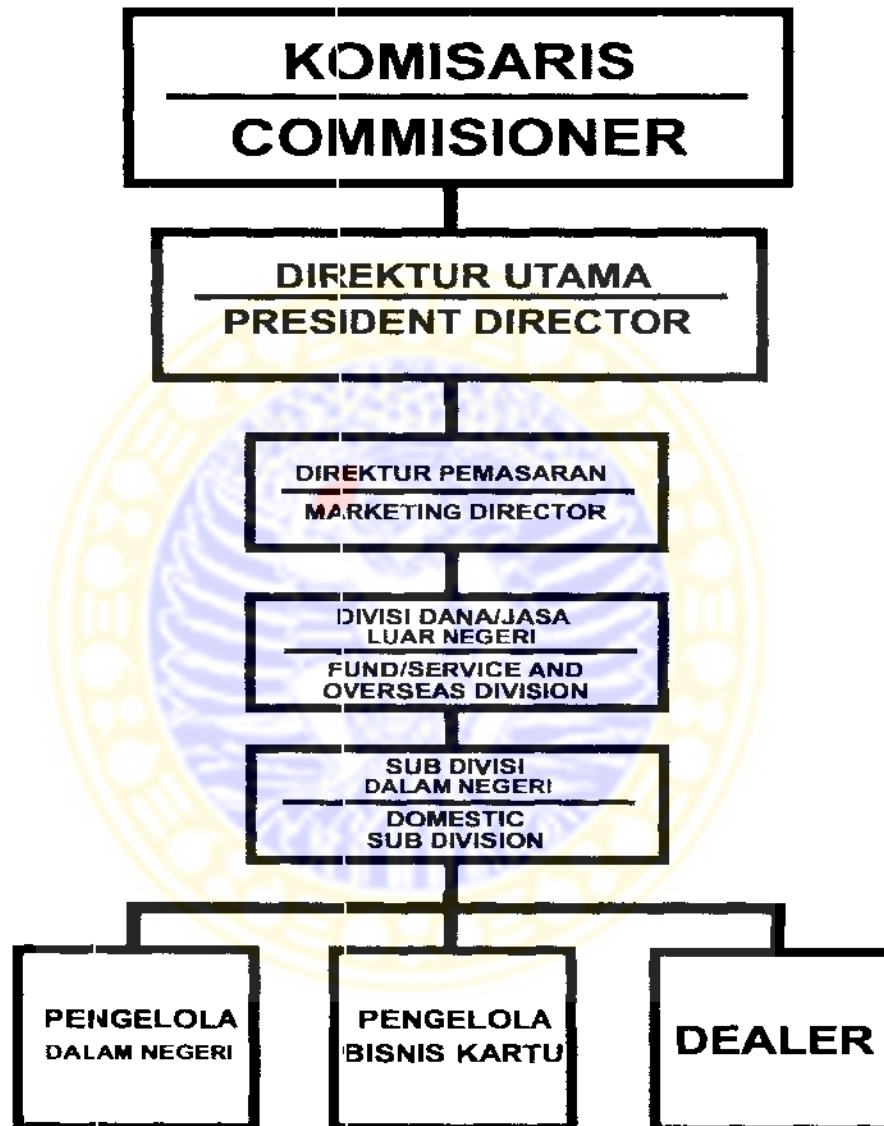 KOMISARIS
COMMISIONER
DIREKTUR UTAMA
PRESIDENT DIRECTOR
DIREKTUR PEMASARAN
MARKETING DIRECTOR
DIVISI DANA/JASA
LUAR NEGERI
FUND/SERVICE AND
OVERSEAS DIVISION
SUB DIVISI
DALAM NEGERI
DOMESTIC
SUB DIVISION
PENGELOLA
DALAM NEGERI
PENGELOLA
BISNIS KARTU
DEALER